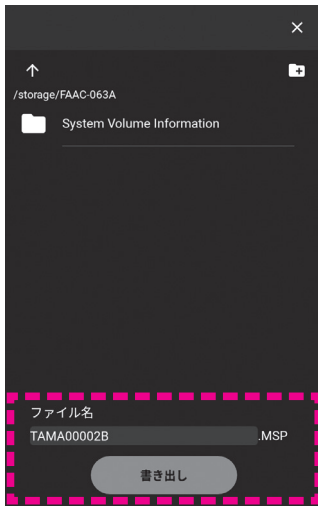 /storage/FAAC-063A
System Volume Information
ファイル名
TAMA00002B .MSP
書き出し